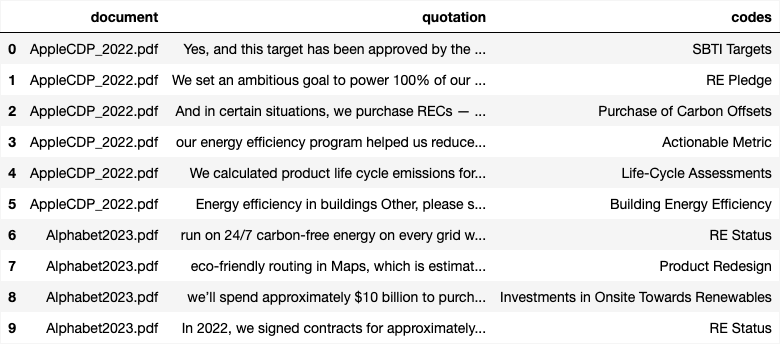 document quotation codes
0 AppleCDP_2022.pdf Yes, and this target has been approved by the ... SBTI Targets
1 AppleCDP_2022.pdf We set an ambitious goal to power 100% of our ... RE Pledge
2 AppleCDP_2022.pdf And in certain situations, we purchase RECs — ... Purchase of Carbon Offsets
3 AppleCDP_2022.pdf our energy efficiency program helped us reduce... Actionable Metric
4 AppleCDP_2022.pdf We calculated product life cycle emissions for... Life-Cycle Assessments
5 AppleCDP_2022.pdf Energy efficiency in buildings Other, please s... Building Energy Efficiency
6 Alphabet2023.pdf run on 24/7 carbon-free energy on every grid w... RE Status
7 Alphabet2023.pdf eco-friendly routing in Maps, which is estimat... Product Redesign
8 Alphabet2023.pdf we’ll spend approximately $10 billion to purch... Investments in Onsite Towards Renewables
9 Alphabet2023.pdf In 2022, we signed contracts for approximately... RE Status